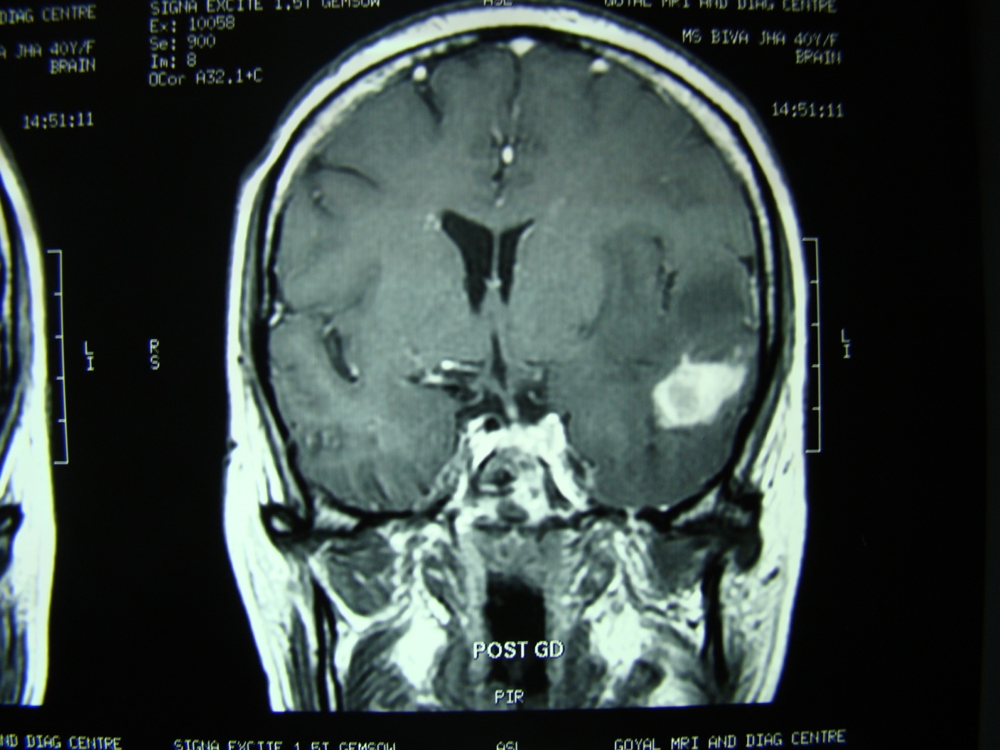 DIAG CENTRE
A JHA 40Y/F
BRAIN
14:51:11
L
I
SIGNA EXCITE 1.5T GEMSOW
Ex: 10058
Se: 900
Im: 8
OCor A32.1+C
ASL
GOYAL MRI AND DIAG CENTRE
MS BIVA JHA 40Y/F
BRAIN
14:51:11
R
S
L
I
POST GD
PIR
ND DIAG CENTRE
SIGNA EXCITE 1.5T GEMSOW
ASL
GOYAL MRI AND DIAG CENTRE